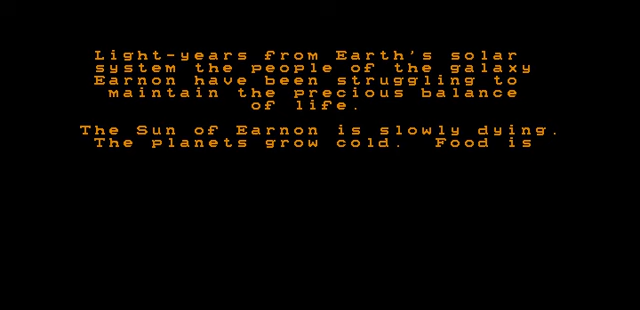 Light-years from Earth's solar
system the people of the galaxy
Earnon have been struggling to
maintain the precious balance
of life.
The Sun of Earnon is slowly dying.
The planets grow cold.  Food is